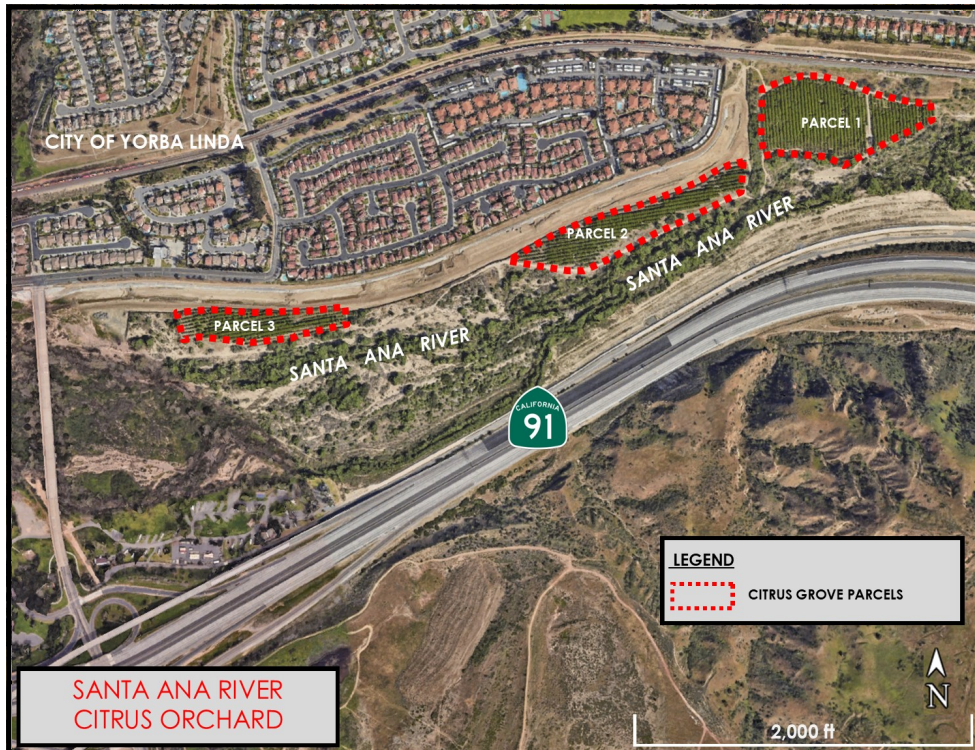 CITY OF YORBA LINDA
PARCEL 1
PARCEL 2
SANTA ANA RIVER
PARCEL 3
SANTA ANA RIVER
CALIFORNIA
91
LEGEND
CITRUS GROVE PARCELS
SANTA ANA RIVER
CITRUS ORCHARD
N
2,000 ft